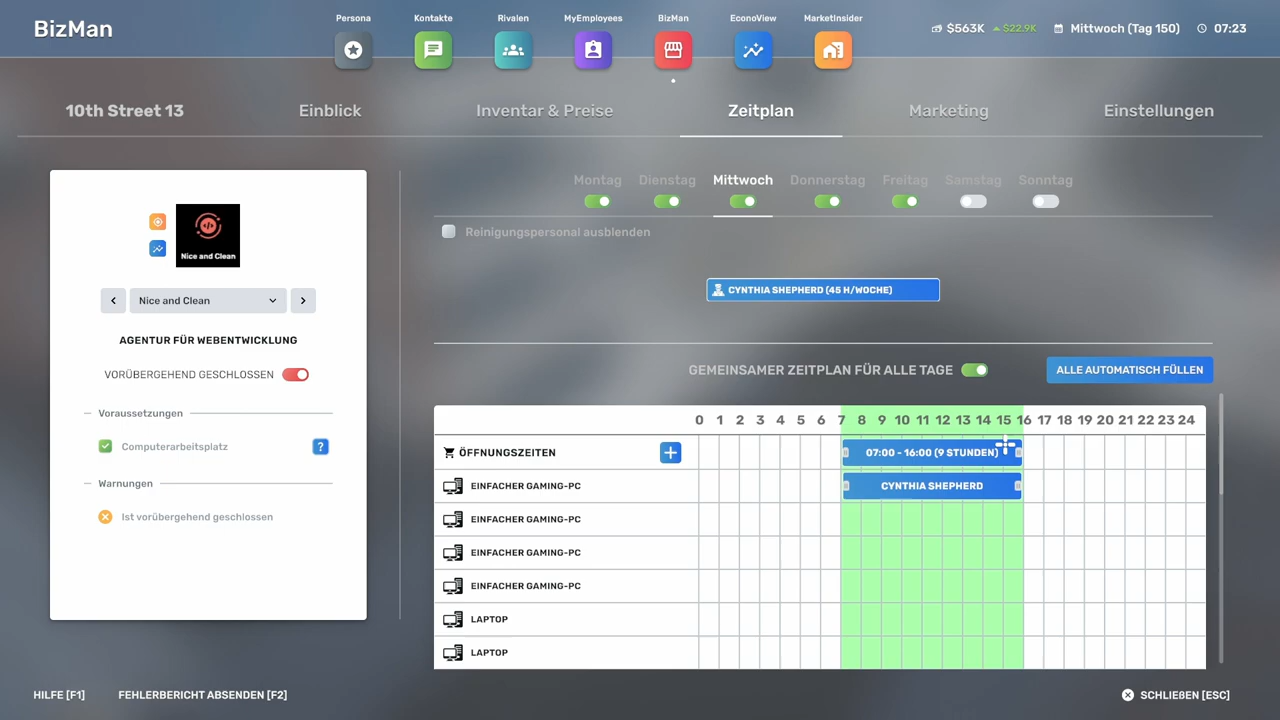 BizMan
Persona
Kontakte
Rivalen
MyEmployees
BizMan
EconoView
MarketInsider
$563K
$22.9K
Mittwoch (Tag 150)
07:23
10th Street 13
Einblick
Inventar & Preise
Zeitplan
Marketing
Einstellungen
Nice and Clean
Nice and Clean
AGENTUR FÜR WEBENTWICKLUNG
VORÜBERGEHEND GESCHLOSSEN
Voraussetzungen
Computerarbeitsplatz
?
Warnungen
Ist vorübergehend geschlossen
Montag
Dienstag
Mittwoch
Donnerstag
Freitag
Samstag
Sonntag
Reinigungspersonal ausblenden
CYNTHIA SHEPHERD (45 H/WOCHE)
GEMEINSAMER ZEITPLAN FÜR ALLE TAGE
ALLE AUTOMATISCH FÜLLEN
0 1 2 3 4 5 6 7 8 9 10 11 12 13 14 15 16 17 18 19 20 21 22 23 24
ÖFFNUNGSZEITEN
07:00 - 16:00 (9 STUNDEN)
EINFACHER GAMING-PC
CYNTHIA SHEPHERD
EINFACHER GAMING-PC
EINFACHER GAMING-PC
EINFACHER GAMING-PC
LAPTOP
LAPTOP
HILFE [F1]
FEHLERBERICHT ABSENDEN [F2]
SCHLIEẞEN [ESC]